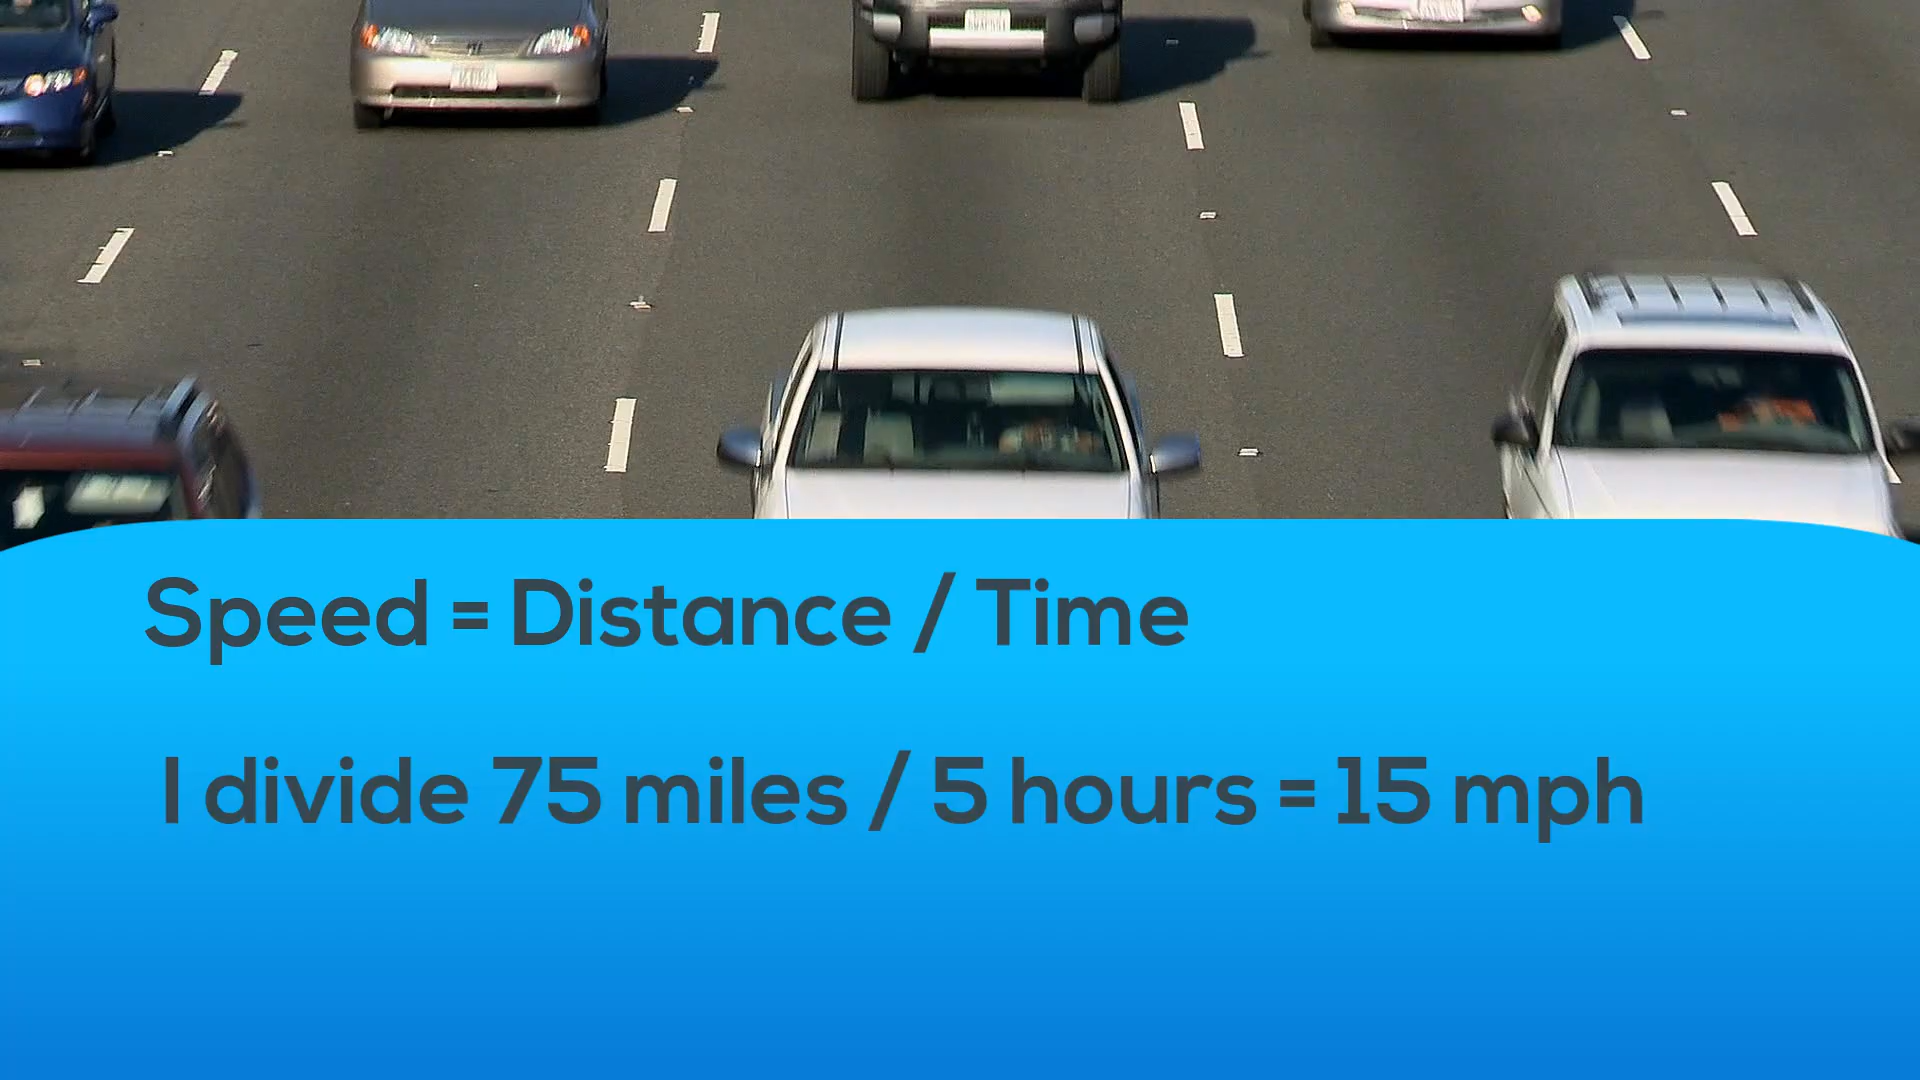 Speed = Distance / Time
I divide 75 miles / 5 hours = 15 mph